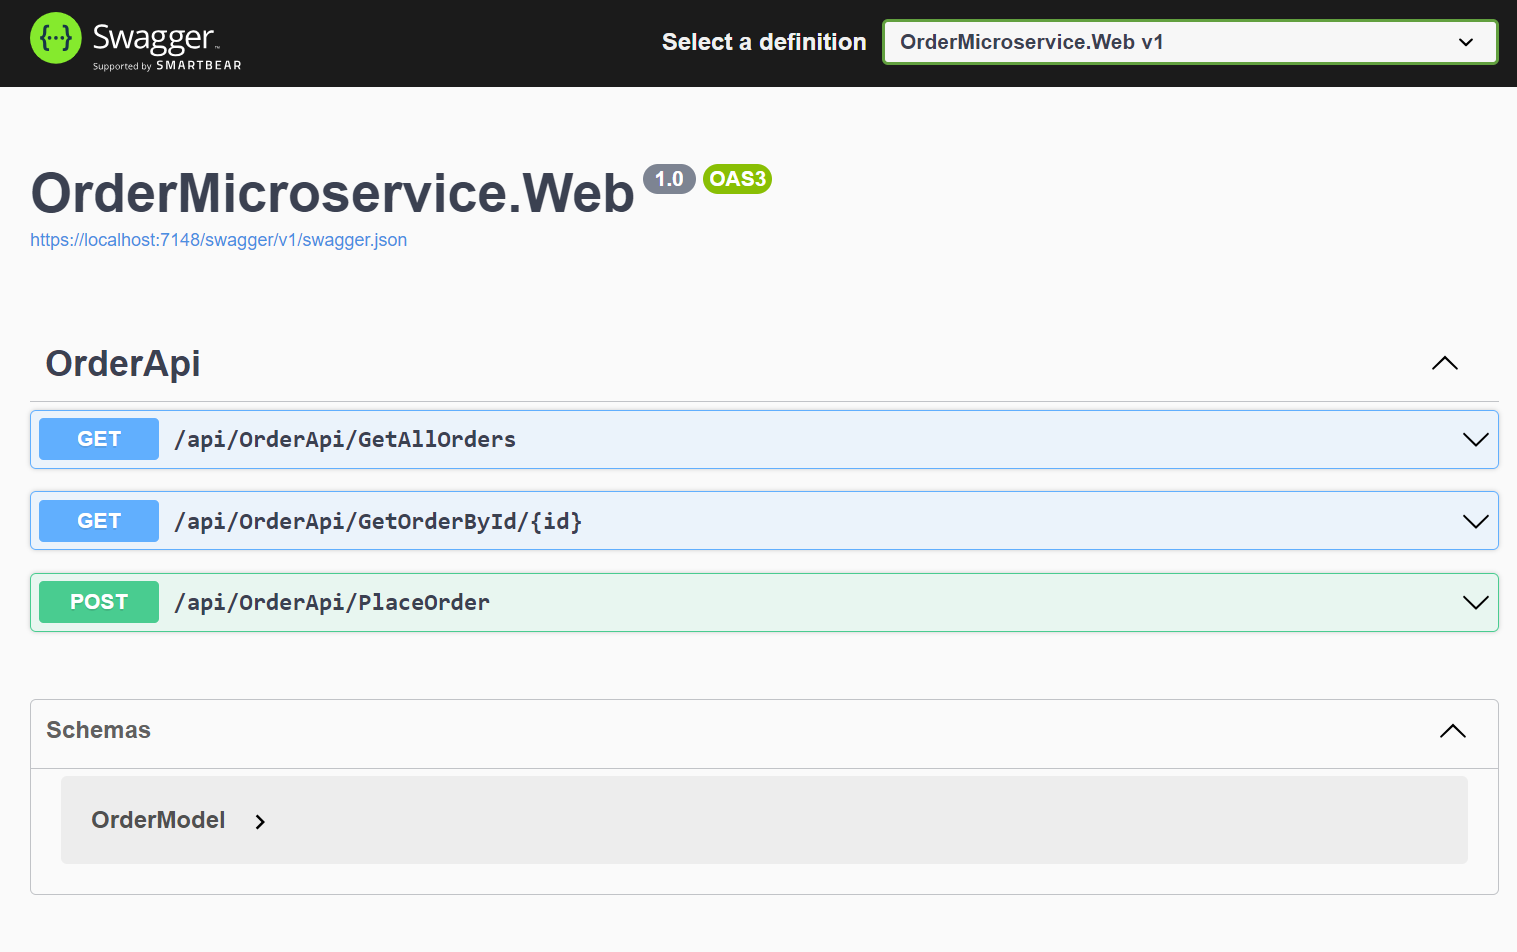 {···} Swagger™
Supported by SMARTBEAR
Select a definition
OrderMicroservice.Web v1
OrderMicroservice.Web 1.0 OAS3
https://localhost:7148/swagger/v1/swagger.json
OrderApi
GET /api/OrderApi/GetAllOrders
GET /api/OrderApi/GetOrderById/{id}
POST /api/OrderApi/PlaceOrder
Schemas
OrderModel